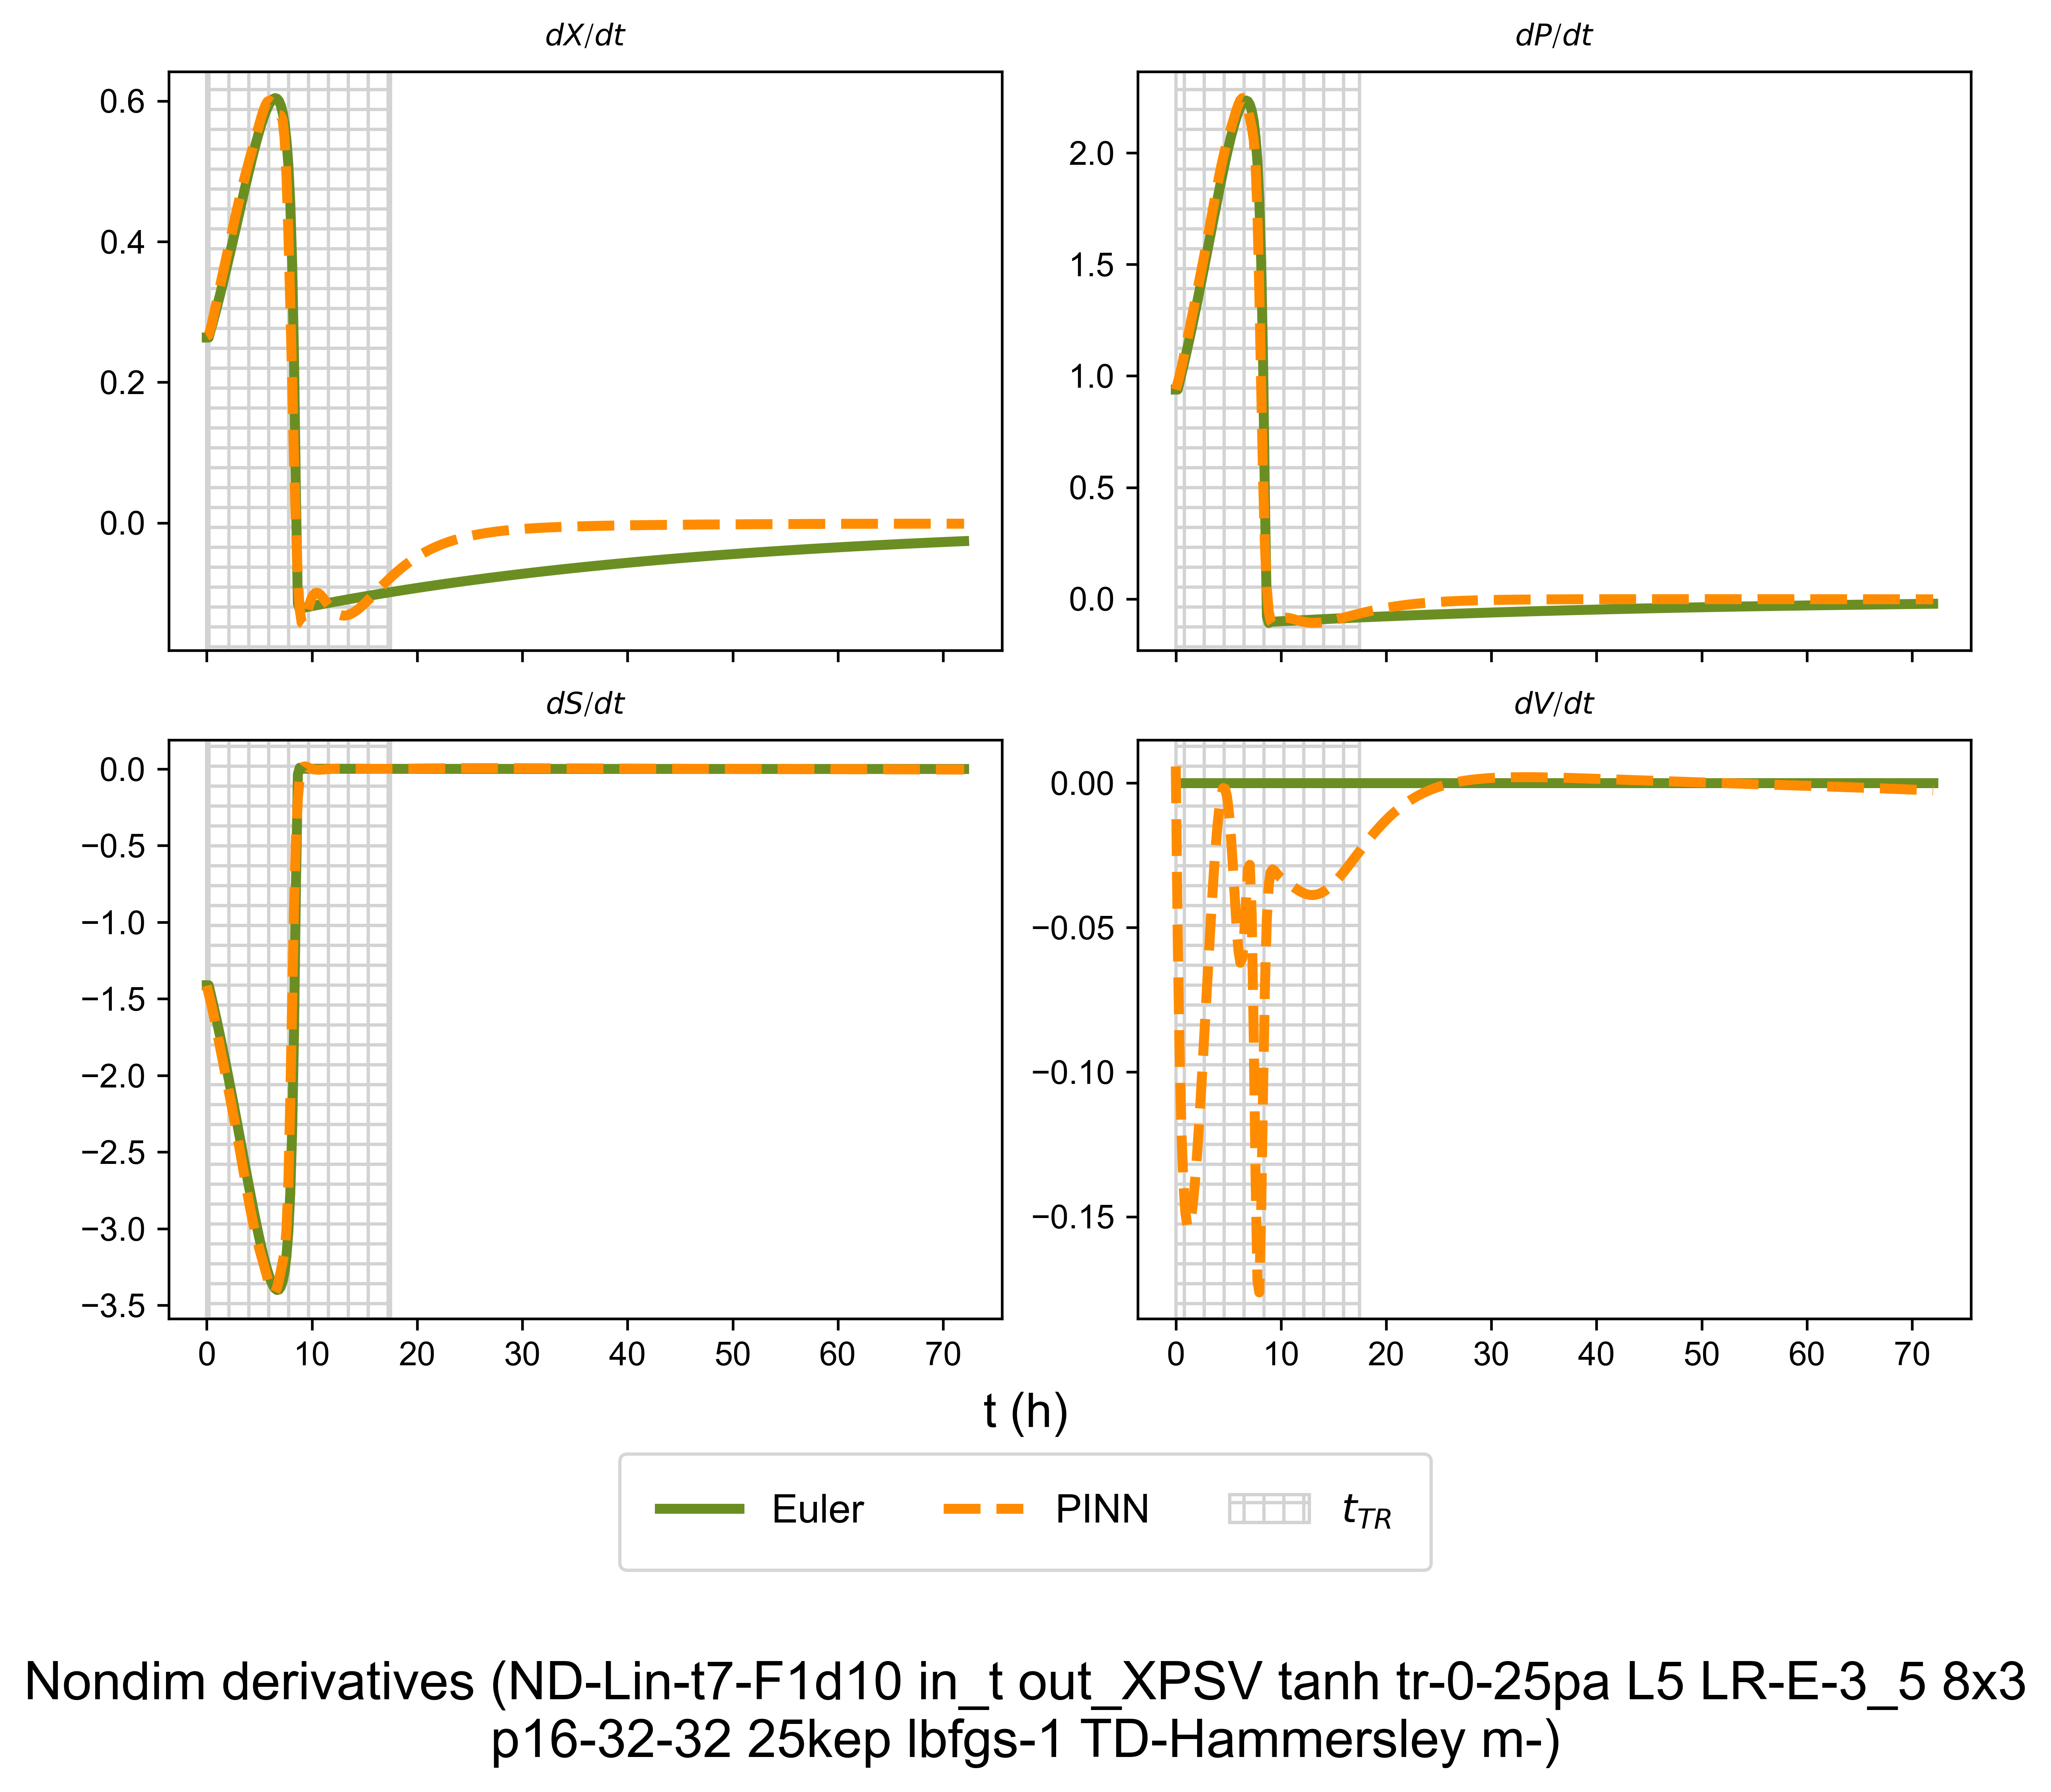 dX/dt
dP/dt
0.6
0.4
0.2
0.0
2.0
1.5
1.0
0.5
0.0
dS/dt
dV/dt
0.0
−0.5
−1.0
−1.5
−2.0
−2.5
−3.0
−3.5
0.00
−0.05
−0.10
−0.15
0 10 20 30 40 50 60 70
0 10 20 30 40 50 60 70
t (h)
Euler PINN t_TR
Nondim derivatives (ND-Lin-t7-F1d10 in_t out_XPSV tanh tr-0-25pa L5 LR-E-3_5 8x3
p16-32-32 25kep lbfgs-1 TD-Hammersley m-)